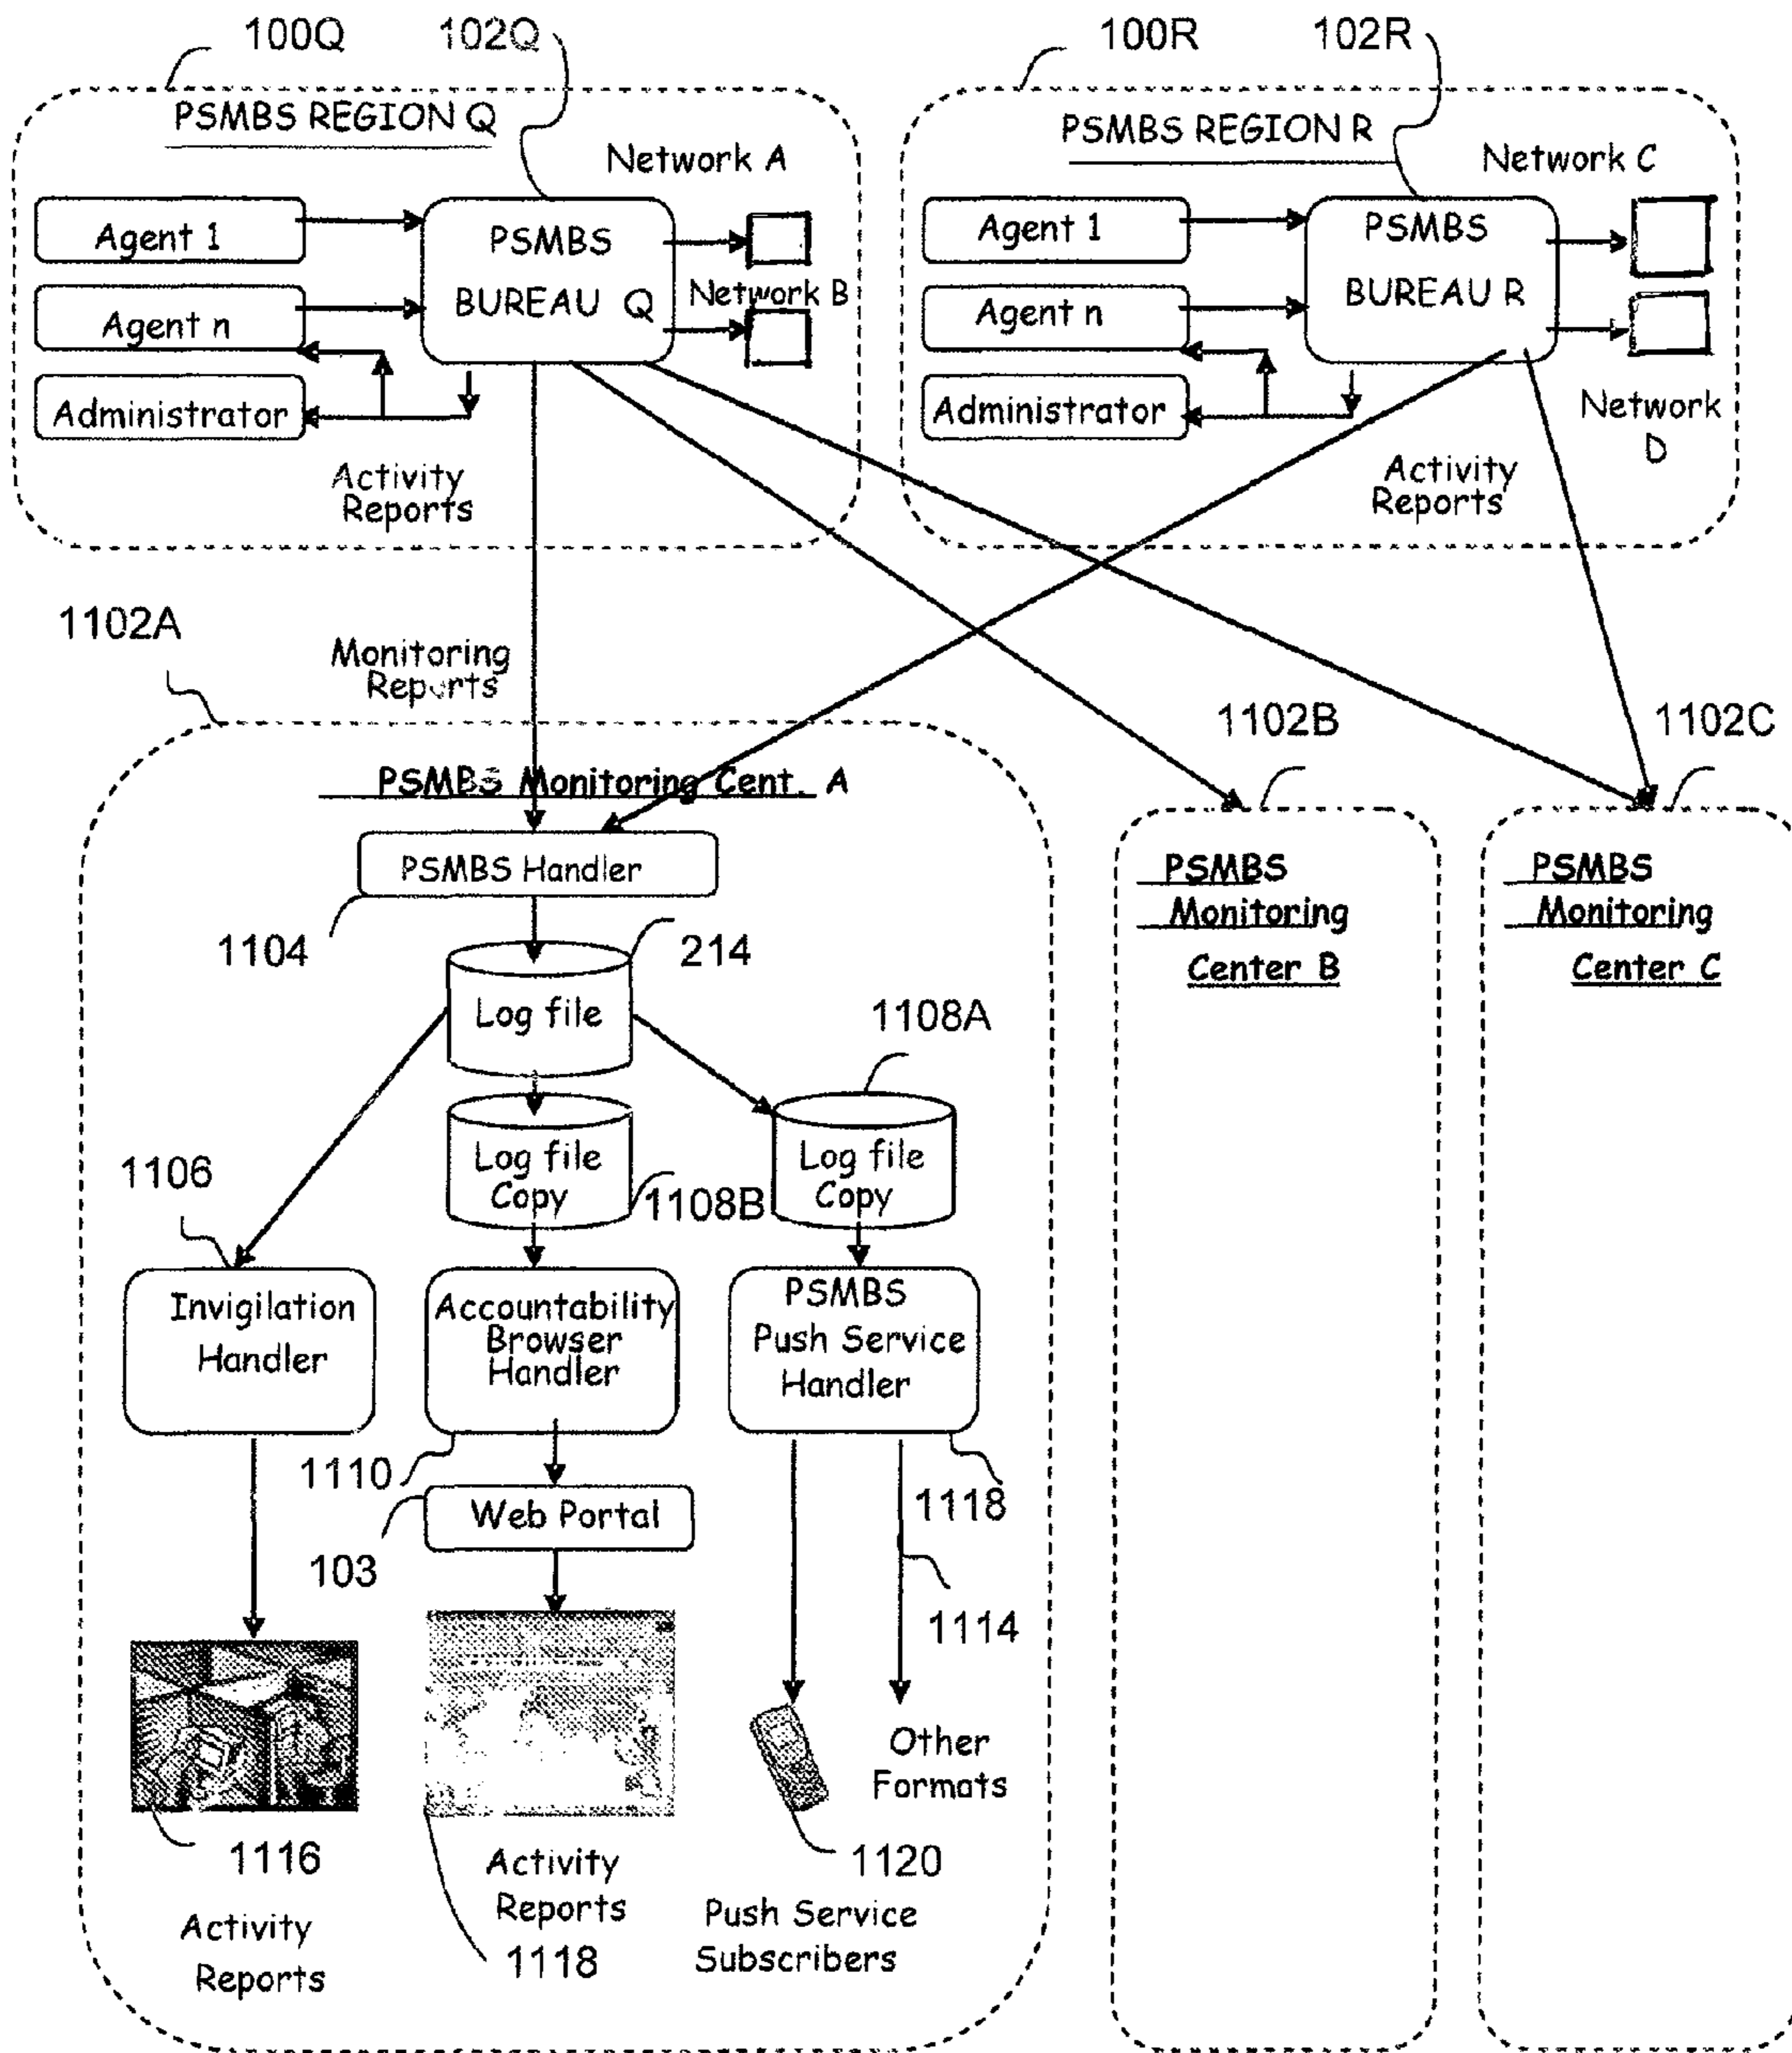 100Q
102Q
100R
102R
PSMBS REGION Q
Network A
Agent 1
PSMBS
BUREAU Q
Network B
Agent n
Administrator
Activity
Reports
PSMBS REGION R
Network C
Agent 1
PSMBS
BUREAU R
Agent n
Administrator
Network
D
Activity
Reports
1102A
Monitoring
Reports
1102B
1102C
PSMBS Monitoring Cent. A
PSMBS Handler
1104
214
Log file
1108A
Log file
Copy
1108B
Log file
Copy
1106
Invigilation
Handler
Accountability
Browser
Handler
PSMBS
Push Service
Handler
1110
1118
Web Portal
103
1114
Other
Formats
1116
Activity
Reports
Activity
Reports
1118
1120
Push Service
Subscribers
PSMBS
Monitoring
Center B
PSMBS
Monitoring
Center C